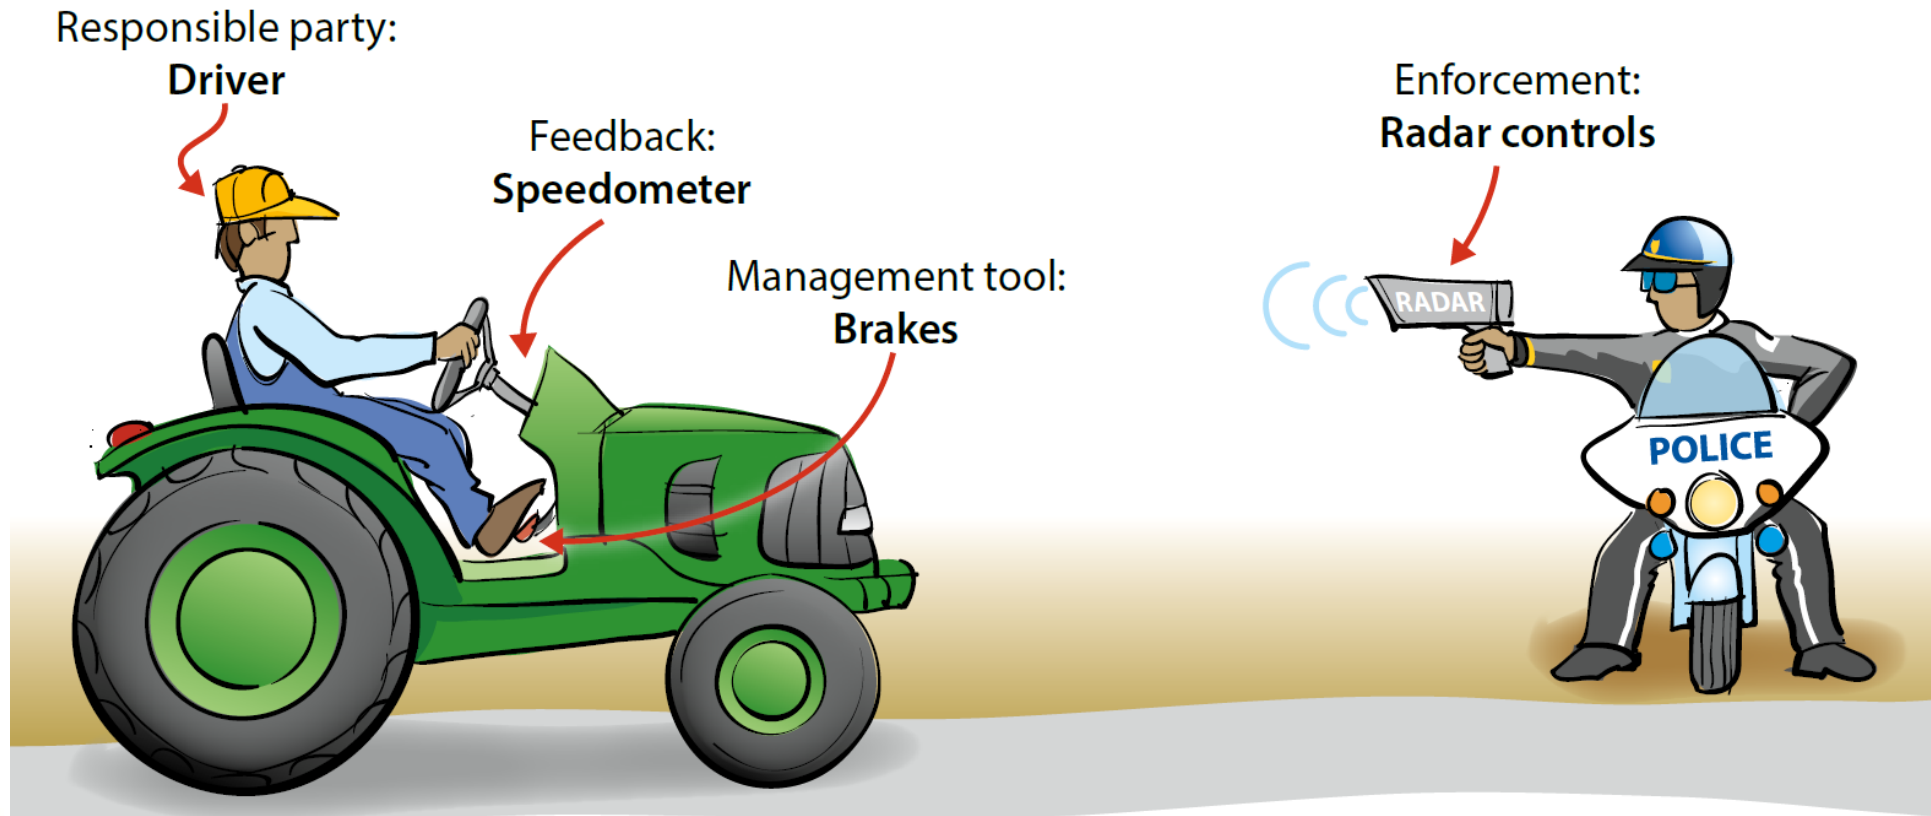 Responsible party:
Driver
Feedback:
Speedometer
Management tool:
Brakes
Enforcement:
Radar controls
RADAR
POLICE